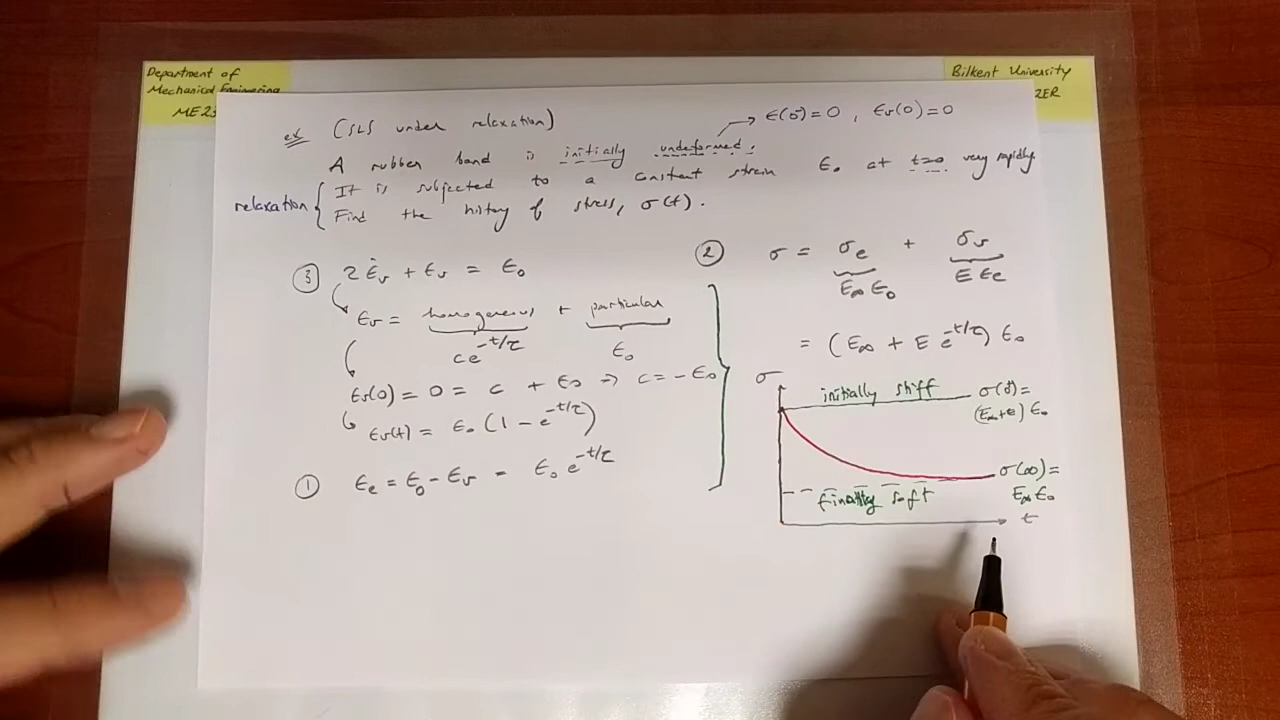 Department of
Mechanical Engineering
ME23
Bilkent University
ZER
ex (SLS under relaxation)
ϵ(0⁻)=0 , ϵv(0)=0
A rubber band is initially undeformed.
relaxation { It is subjected to a constant strain ϵ₀ at t=0 very rapidly
Find the history of stress, σ(t).
③ τ ϵ̇v + ϵv = ϵ₀
ϵv = homogeneous + particular
ce^-t/τ ϵ₀
ϵv(0) = 0 = c + ϵ₀ → c = -ϵ₀
ϵv(t) = ϵ₀ (1 - e^-t/τ)
① ϵe = ϵ₀ - ϵv = ϵ₀ e^-t/τ
② σ = σe + σv
E∞ ϵ₀ E ϵe
= (E∞ + E e^-t/τ) ϵ₀
σ
initially stiff σ(0⁺) =
(E∞+E) ϵ₀
σ(∞) =
finally soft E∞ ϵ₀
t